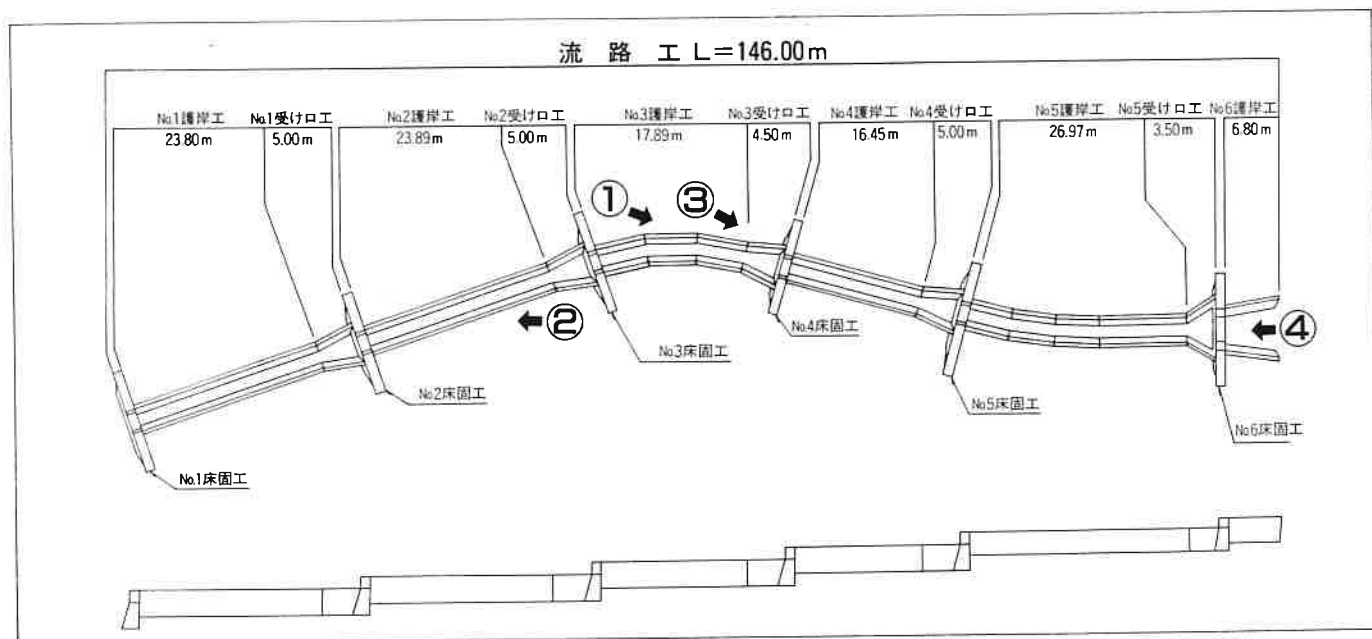 流 路 工 L=146.00m
No.1護岸工 No.1受け口工 No.2護岸工 No.2受け口工 No.3護岸工 No.3受け口工 No.4護岸工 No.4受け口工 No.5護岸工 No.5受け口工 No.6護岸工
23.80m 5.00m 23.89m 5.00m 17.89m 4.50m 16.45m 5.00m 26.97m 3.50m 6.80m
① ③
② ④
No.4床固工
No.3床固工
No.2床固工
No.5床固工
No.6床固工
No.1床固工